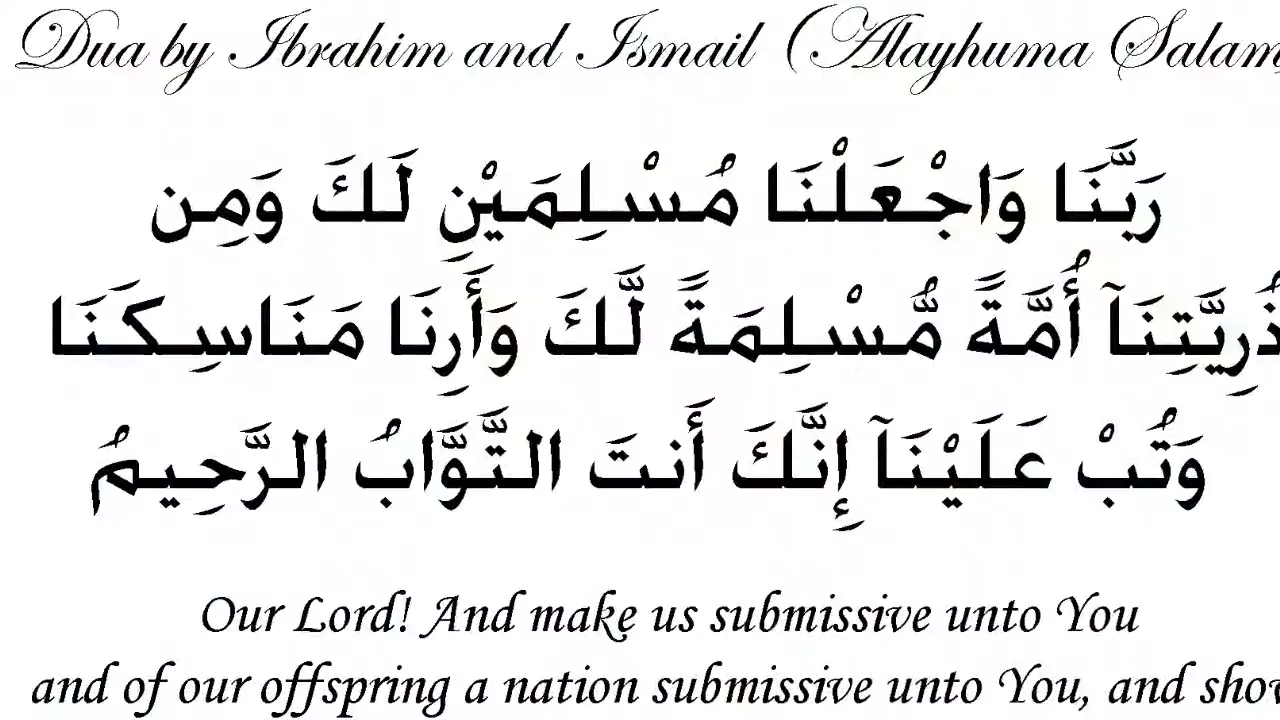 Dua by Ibrahim and Ismail (Alayhuma Salam
رَبَّنَا وَاجْعَلْنَا مُسْلِمَيْنِ لَكَ وَمِن
ذُرِيَّتِنَآ أُمَّةً مُّسْلِمَةً لَّكَ وَأَرِنَا مَنَاسِكَنَا
وَتُبْ عَلَيْنَآ إِنَّكَ أَنتَ التَّوَّابُ الرَّحِيمُ
Our Lord! And make us submissive unto You
and of our offspring a nation submissive unto You, and